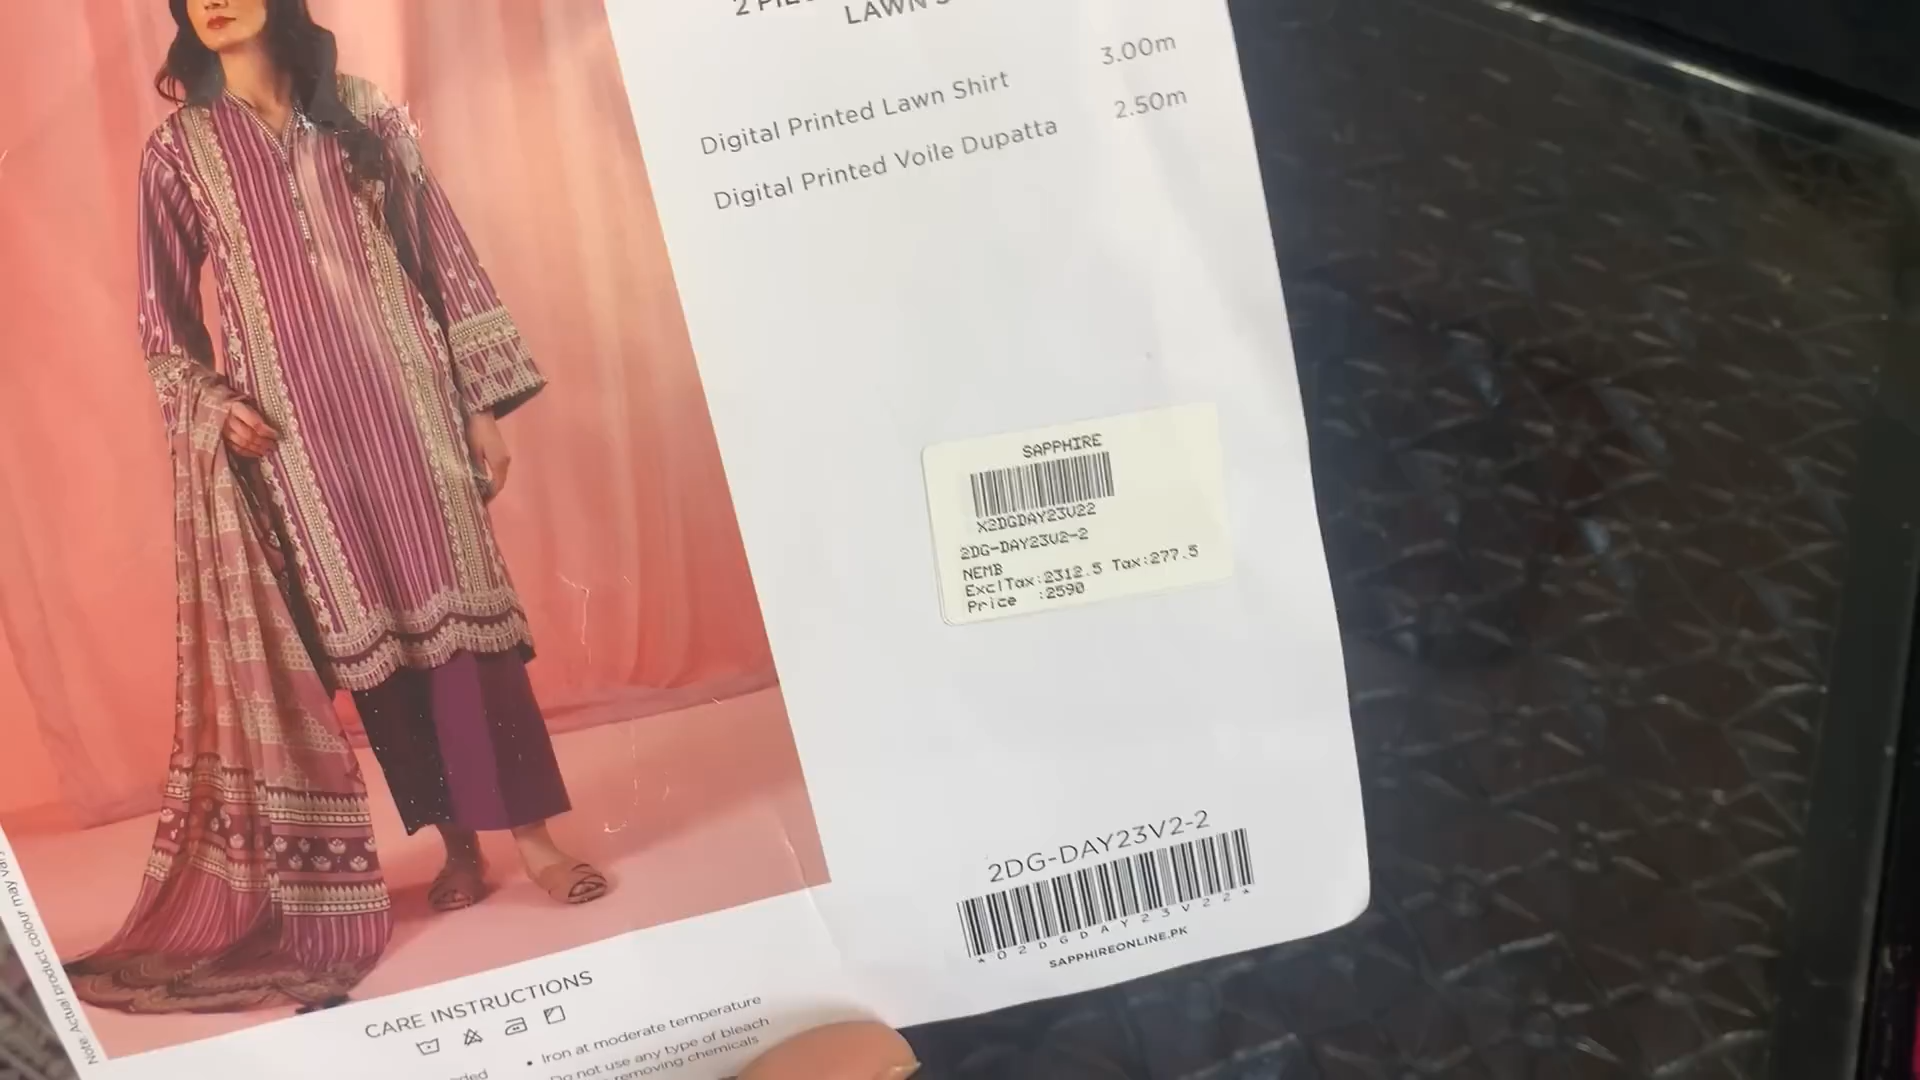 2
LAWN
Digital Printed Lawn Shirt 3.00m
Digital Printed Voile Dupatta 2.50m
SAPPHIRE
X2DGDAY23V22
2DG-DAY23V2-2
NEMB
ExclTax:2312.5 Tax:277.5
Price :2590
2DG-DAY23V2-2
*02DGDAY23V22*
SAPPHIREONLINE.PK
Note: Actual product colour may vary
CARE INSTRUCTIONS
• Iron at moderate temperature
Do not use any type of bleach
removing chemicals